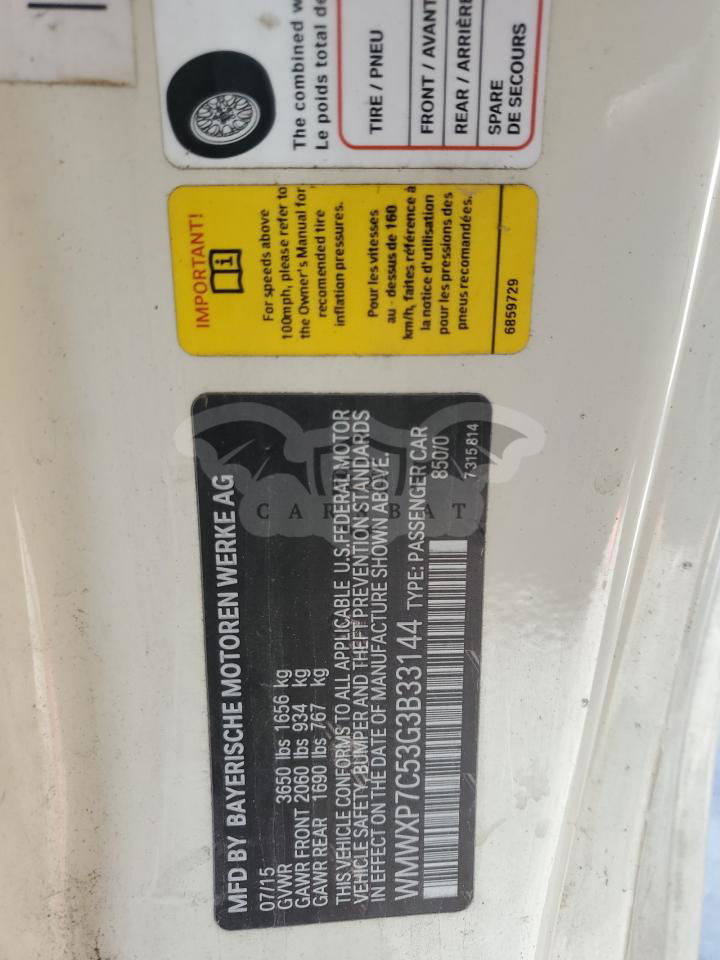 The combined w
Le poids total de
TIRE / PNEU
FRONT / AVANT
REAR / ARRIÈRE
SPARE
DE SECOURS
IMPORTANT!
i
For speeds above
100mph, please refer to
the Owner's Manual for
recomended tire
inflation pressures.
Pour les vitesses
au - dessus de 160
km/h, faites référence à
la notice d'utilisation
pour les pressions des
pneus recomandées.
6859729
MFD BY BAYERISCHE MOTOREN WERKE AG
07/15
GVWR 3650 lbs 1656 kg
GAWR FRONT 2060 lbs 934 kg
GAWR REAR 1690 lbs 767 kg
THIS VEHICLE CONFORMS TO ALL APPLICABLE U.S. FEDERAL MOTOR
VEHICLE SAFETY, BUMPER AND THEFT PREVENTION STANDARDS
IN EFFECT ON THE DATE OF MANUFACTURE SHOWN ABOVE.
WMWXP7C53G3B33144 TYPE: PASSENGER CAR
850/0
7 315 814